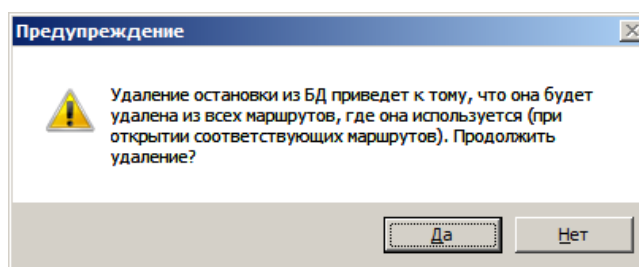 Предупреждение
Удаление остановки из БД приведет к тому, что она будет
удалена из всех маршрутов, где она используется (при
открытии соответствующих маршрутов). Продолжить
удаление?
Да
Нет